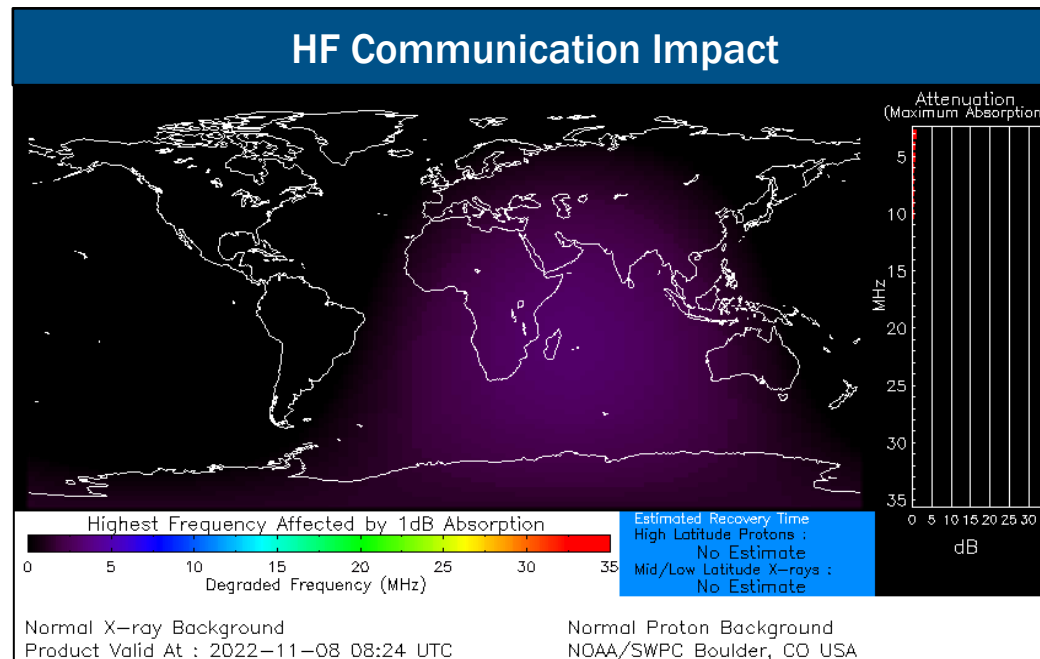 HF Communication Impact
Attenuation
(Maximum Absorption)
5
10
15
20
25
30
35
MHz
0 5 10 15 20 25 30
dB
Highest Frequency Affected by 1dB Absorption
0 5 10 15 20 25 30 35
Degraded Frequency (MHz)
Estimated Recovery Time
High Latitude Protons :
No Estimate
Mid/Low Latitude X-rays :
No Estimate
Normal X-ray Background
Product Valid At : 2022-11-08 08:24 UTC
Normal Proton Background
NOAA/SWPC Boulder, CO USA